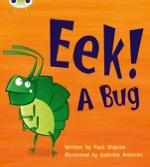 Eek!
A Bug
Written by Paul Shipton
Illustrated by Gabriele Antonini